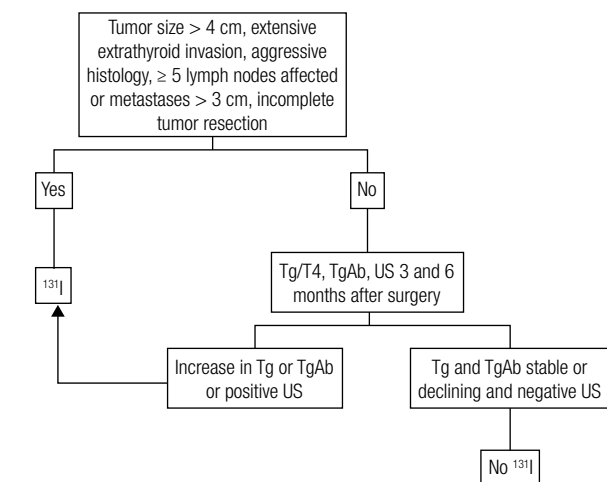 Tumor size > 4 cm, extensive
extrathyroid invasion, aggressive
histology, ≥ 5 lymph nodes affected
or metastases > 3 cm, incomplete
tumor resection
Yes
No
¹³¹I
Tg/T4, TgAb, US 3 and 6
months after surgery
Increase in Tg or TgAb
or positive US
Tg and TgAb stable or
declining and negative US
No ¹³¹I